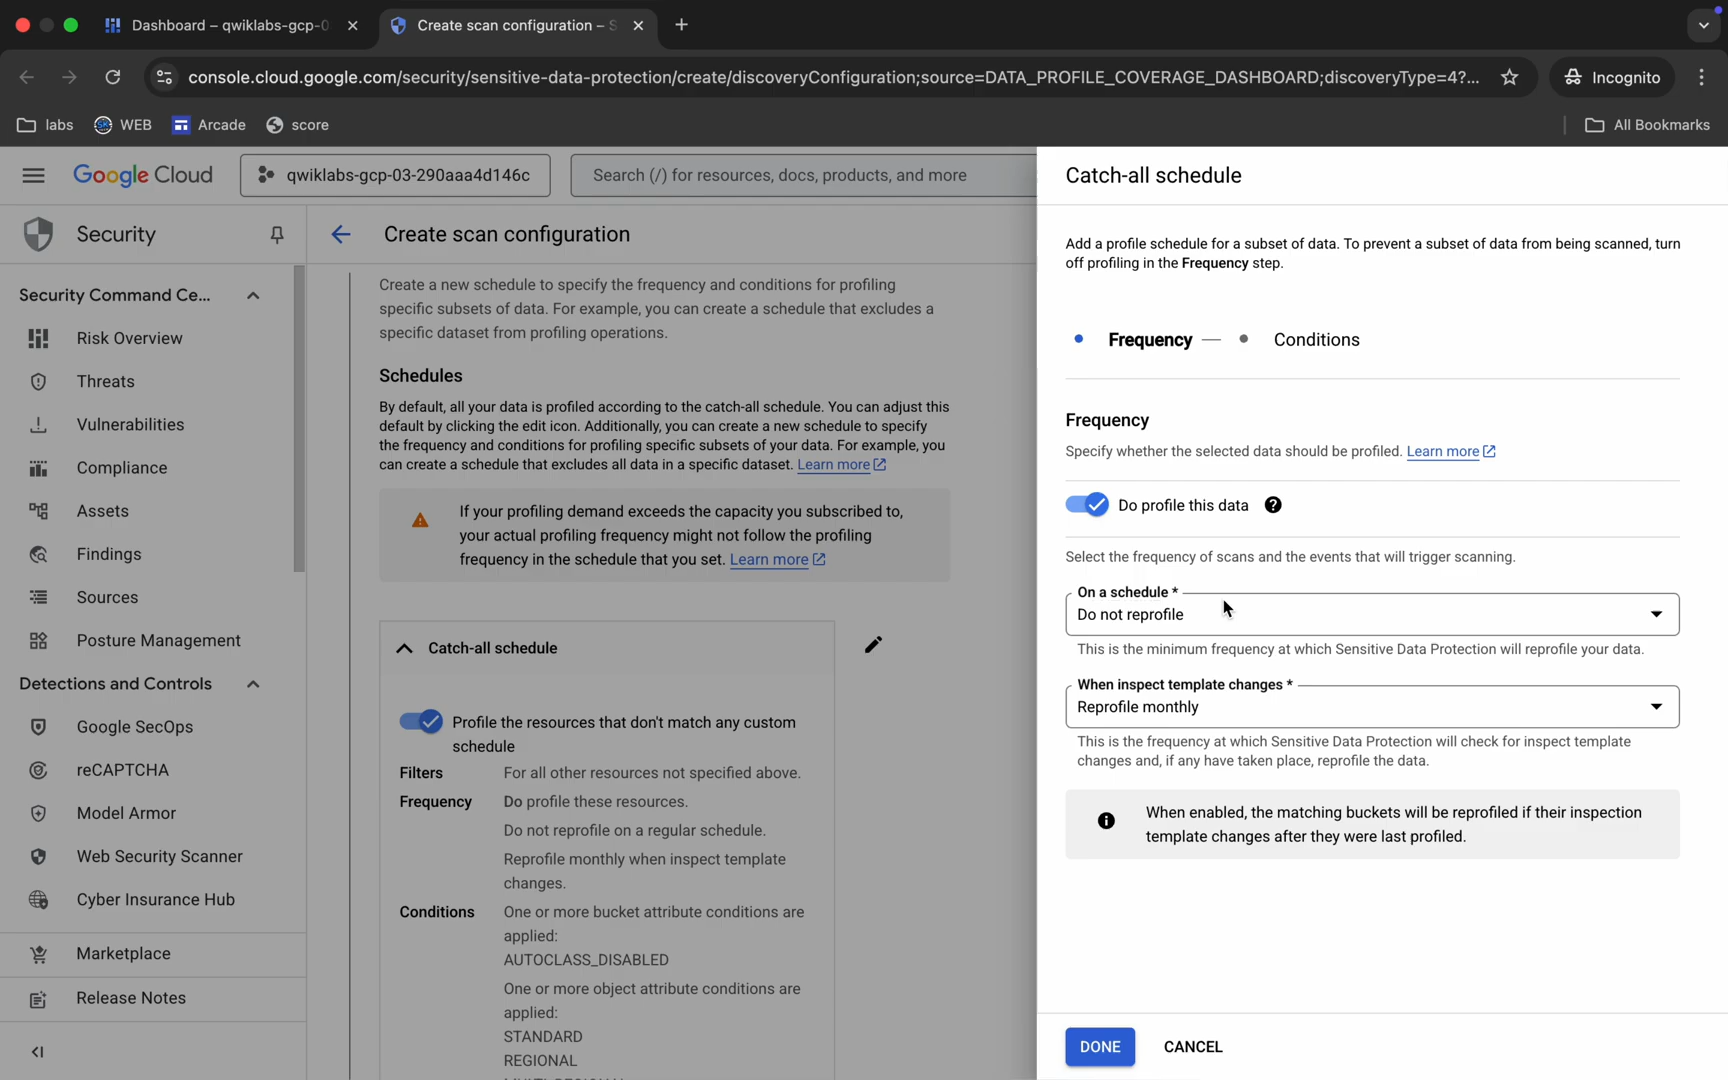 Dashboard – qwiklabs-gcp-0
Create scan configuration – S
console.cloud.google.com/security/sensitive-data-protection/create/discoveryConfiguration;source=DATA_PROFILE_COVERAGE_DASHBOARD;discoveryType=4?...
Incognito
labs
WEB
Arcade
score
All Bookmarks
Google Cloud
qwiklabs-gcp-03-290aaa4d146c
Search (/) for resources, docs, products, and more
Security
Security Command Ce...
Risk Overview
Threats
Vulnerabilities
Compliance
Assets
Findings
Sources
Posture Management
Detections and Controls
Google SecOps
reCAPTCHA
Model Armor
Web Security Scanner
Cyber Insurance Hub
Marketplace
Release Notes
Create scan configuration
Create a new schedule to specify the frequency and conditions for profiling
specific subsets of data. For example, you can create a schedule that excludes a
specific dataset from profiling operations.
Schedules
By default, all your data is profiled according to the catch-all schedule. You can adjust this
default by clicking the edit icon. Additionally, you can create a new schedule to specify
the frequency and conditions for profiling specific subsets of your data. For example, you
can create a schedule that excludes all data in a specific dataset. Learn more
If your profiling demand exceeds the capacity you subscribed to,
your actual profiling frequency might not follow the profiling
frequency in the schedule that you set. Learn more
Catch-all schedule
Profile the resources that don't match any custom
schedule
Filters
For all other resources not specified above.
Frequency
Do profile these resources.
Do not reprofile on a regular schedule.
Reprofile monthly when inspect template
changes.
Conditions
One or more bucket attribute conditions are
applied:
AUTOCLASS_DISABLED
One or more object attribute conditions are
applied:
STANDARD
REGIONAL
Catch-all schedule
Add a profile schedule for a subset of data. To prevent a subset of data from being scanned, turn
off profiling in the Frequency step.
Frequency
Conditions
Frequency
Specify whether the selected data should be profiled. Learn more
Do profile this data
Select the frequency of scans and the events that will trigger scanning.
On a schedule *
Do not reprofile
This is the minimum frequency at which Sensitive Data Protection will reprofile your data.
When inspect template changes *
Reprofile monthly
This is the frequency at which Sensitive Data Protection will check for inspect template
changes and, if any have taken place, reprofile the data.
When enabled, the matching buckets will be reprofiled if their inspection
template changes after they were last profiled.
DONE
CANCEL